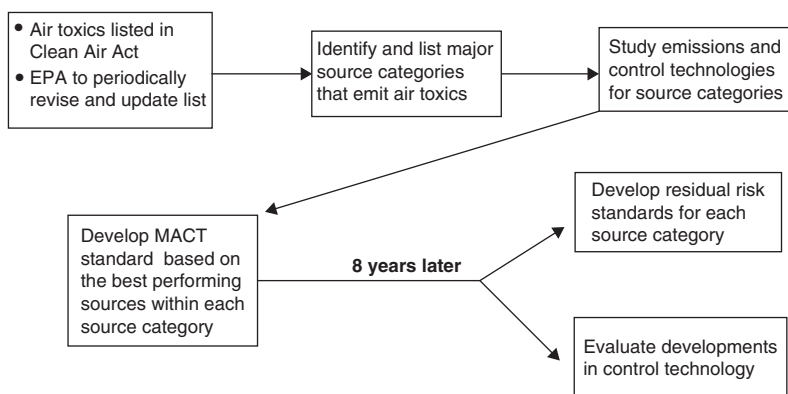 • Air toxics listed in
Clean Air Act
• EPA to periodically
revise and update list
Identify and list major
source categories
that emit air toxics
Study emissions and
control technologies
for source categories
Develop MACT
standard based on
the best performing
sources within each
source category
8 years later
Develop residual risk
standards for each
source category
Evaluate developments
in control technology